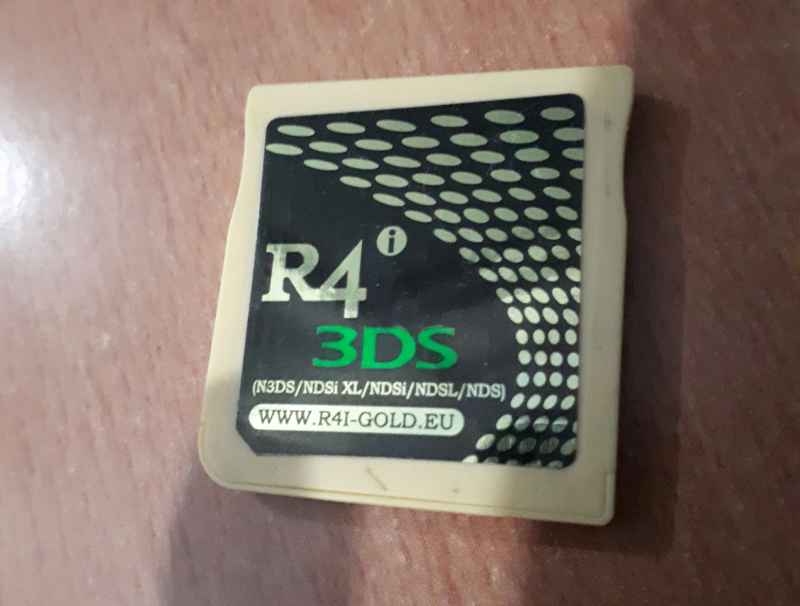 R4i
3DS
(N3DS/NDSi XL/NDSi/NDSL/NDS)
WWW.R4I-GOLD.EU